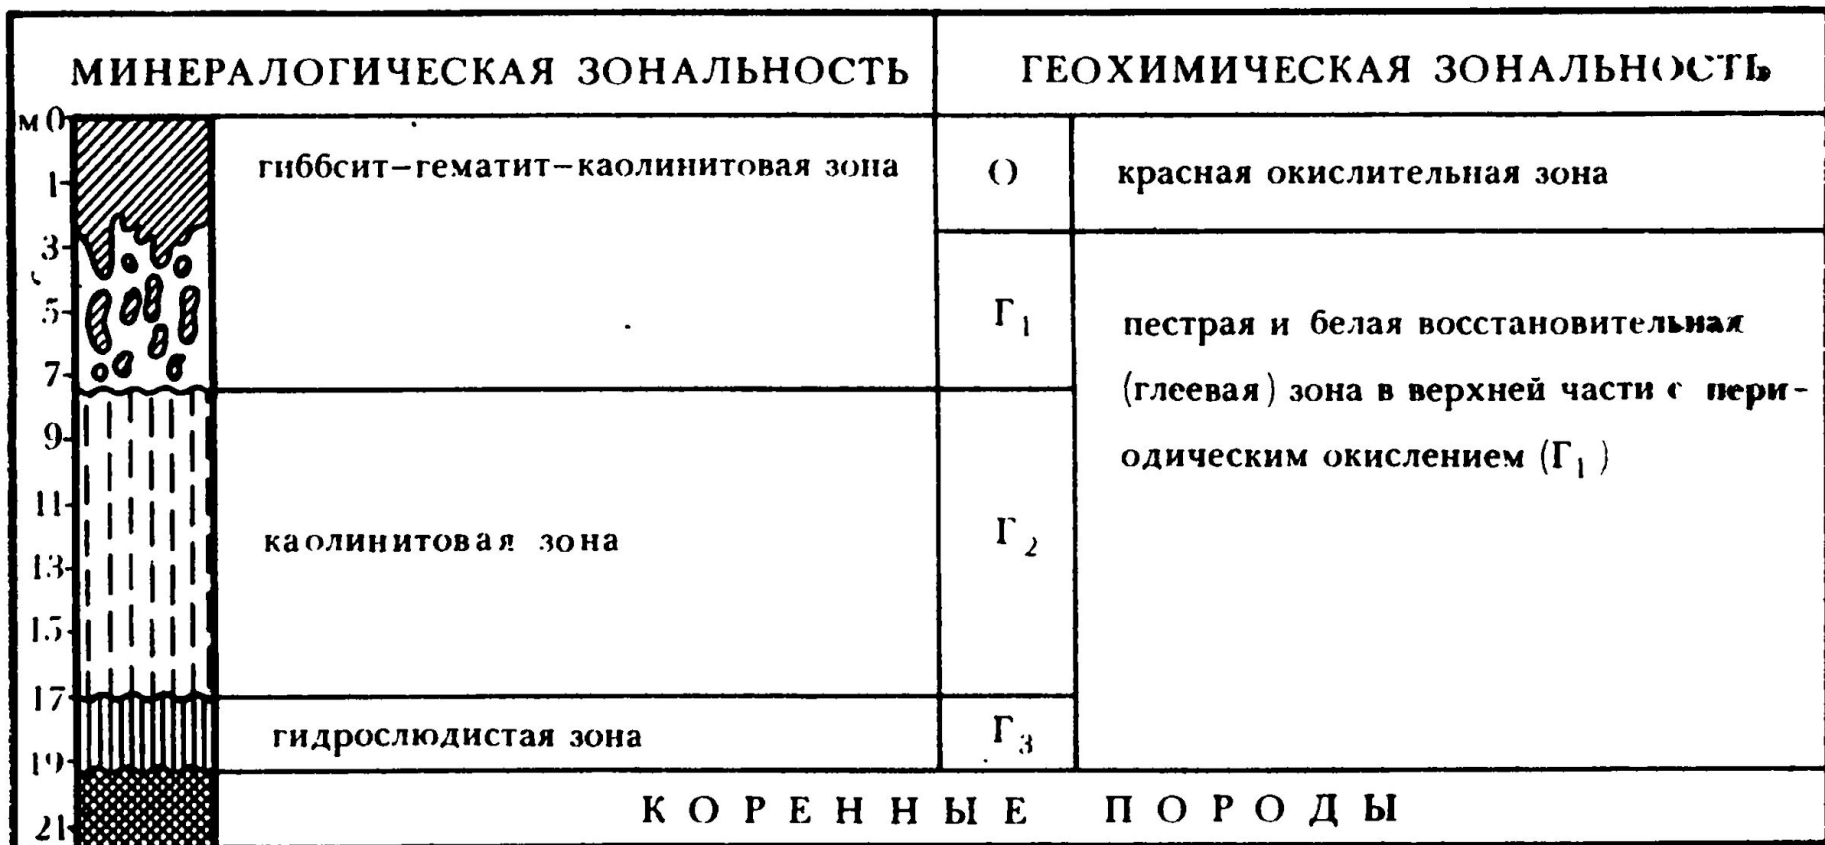 МИНЕРАЛОГИЧЕСКАЯ ЗОНАЛЬНОСТЬ
ГЕОХИМИЧЕСКАЯ ЗОНАЛЬНОСТЬ
м 0
1
3
5
7
9
11
13
15
17
19
21
гиббсит-гематит-каолинитовая зона
О
красная окислительная зона
Г₁
пестрая и белая восстановительная
(глеевая) зона в верхней части с пери-
одическим окислением (Г₁)
каолинитовая зона
Г₂
гидрослюдистая зона
Г₃
КОРЕННЫЕ ПОРОДЫ